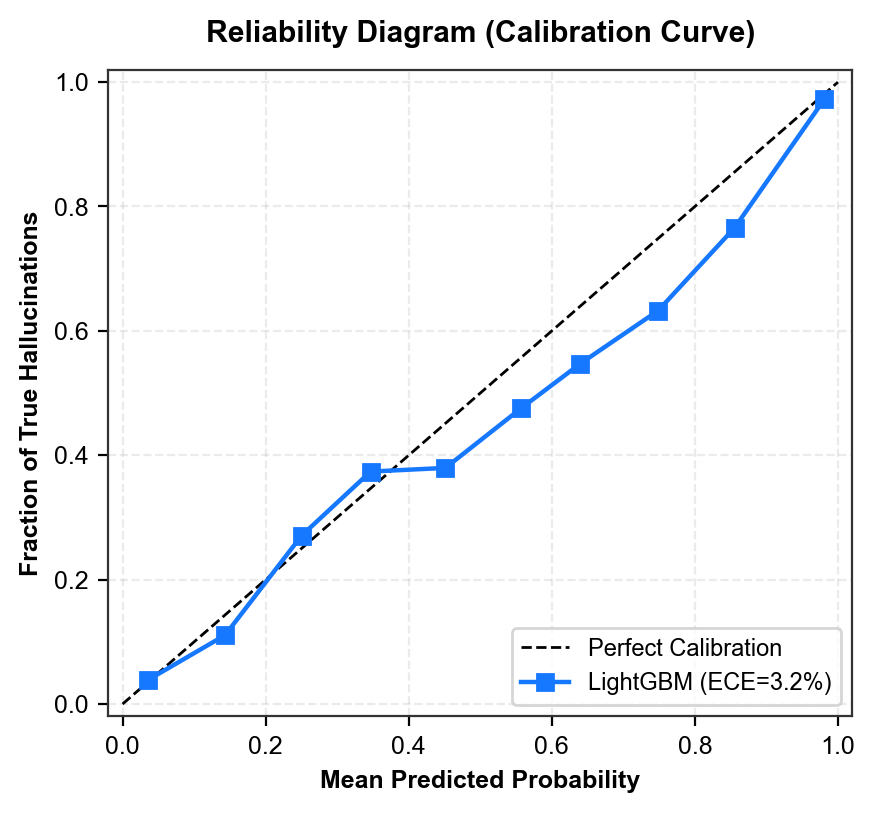 Reliability Diagram (Calibration Curve)
Fraction of True Hallucinations
1.0
0.8
0.6
0.4
0.2
0.0
Perfect Calibration
LightGBM (ECE=3.2%)
0.0 0.2 0.4 0.6 0.8 1.0
Mean Predicted Probability